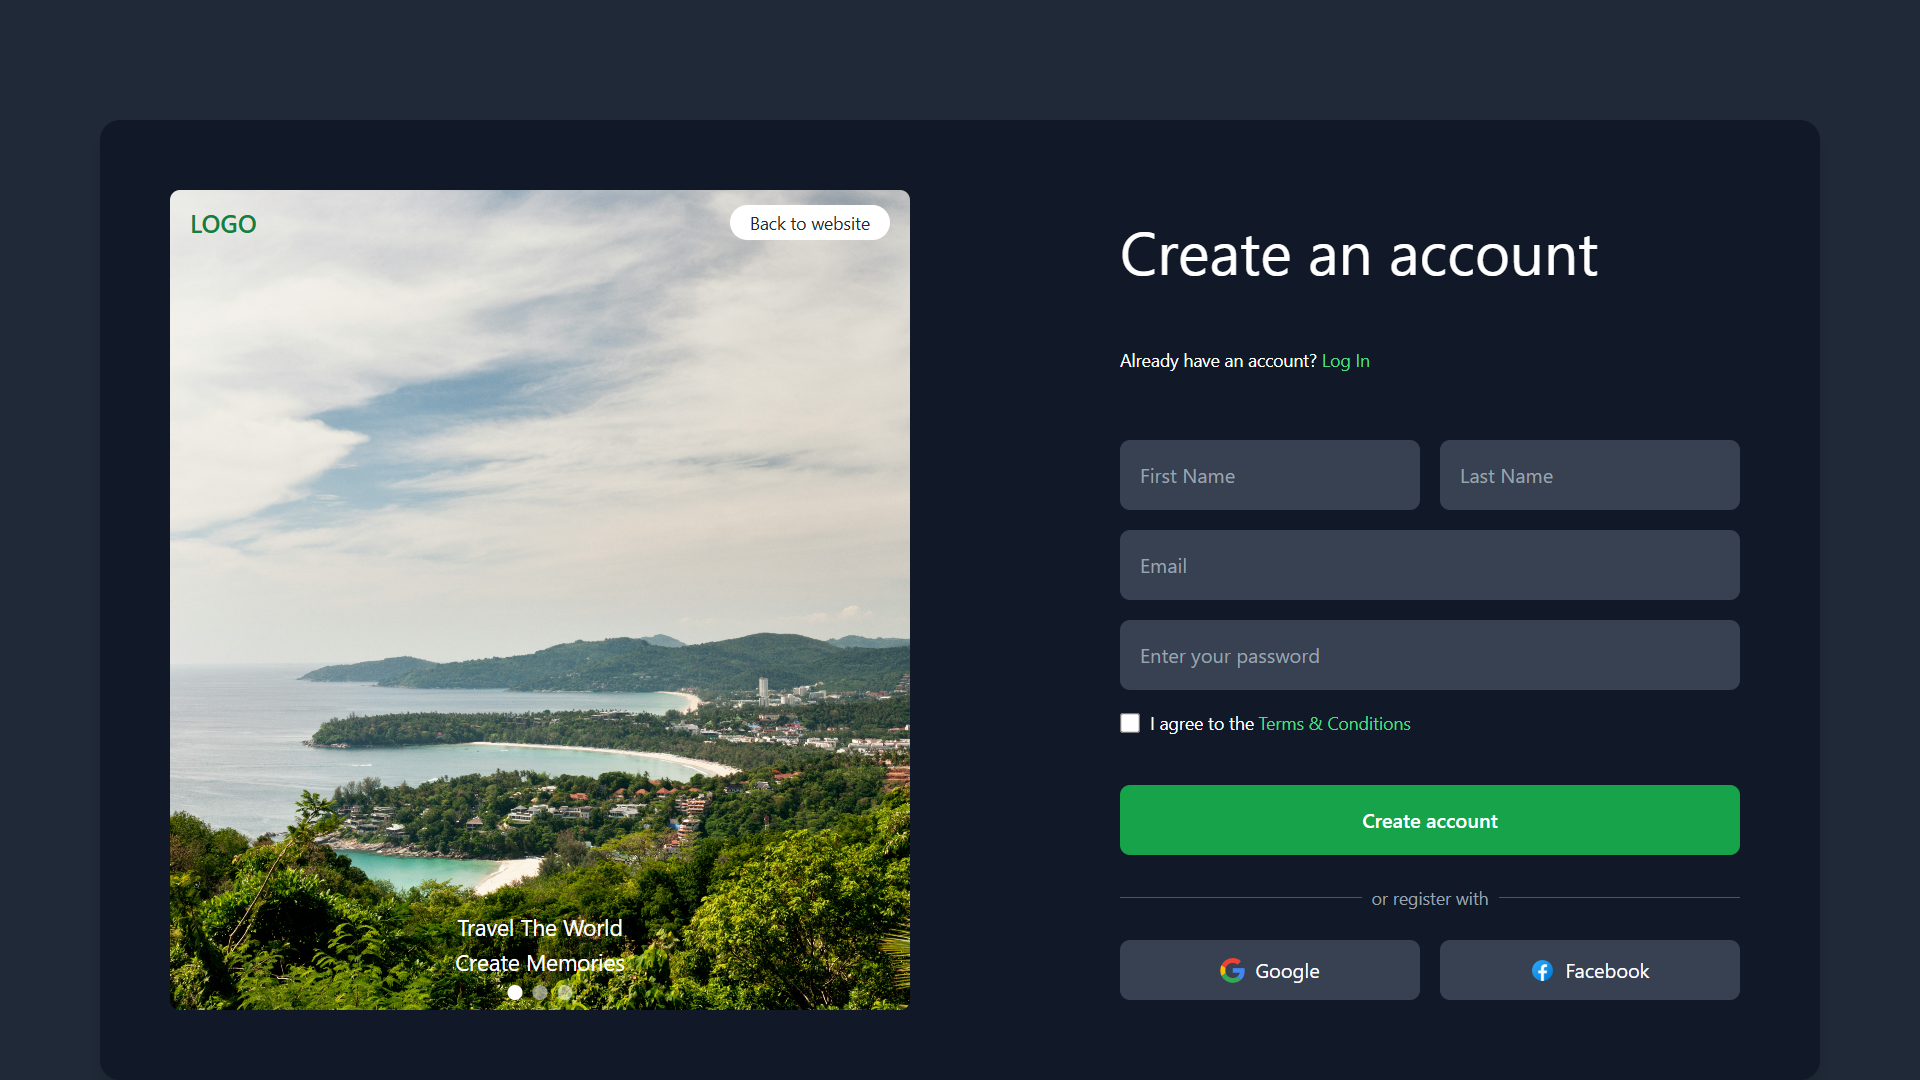 LOGO
Back to website
Travel The World
Create Memories
Create an account
Already have an account? Log In
First Name
Last Name
Email
Enter your password
I agree to the Terms & Conditions
Create account
or register with
Google
Facebook